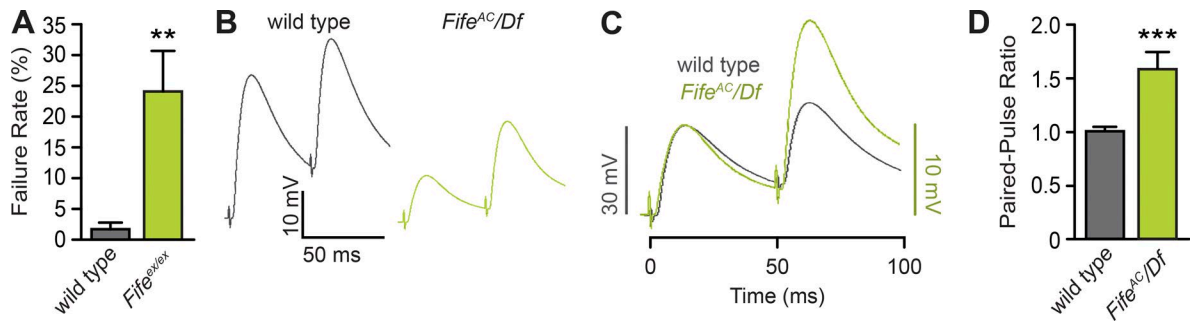 A
Failure Rate (%)
35
30
25
20
15
10
5
0
**
wild type
Fife^ex/ex
B
wild type
Fife^AC/Df
10 mV
50 ms
C
wild type
Fife^AC/Df
30 mV
10 mV
0 50 100
Time (ms)
D
Paired-Pulse Ratio
2.0
1.5
1.0
0.5
0
***
wild type
Fife^AC/Df